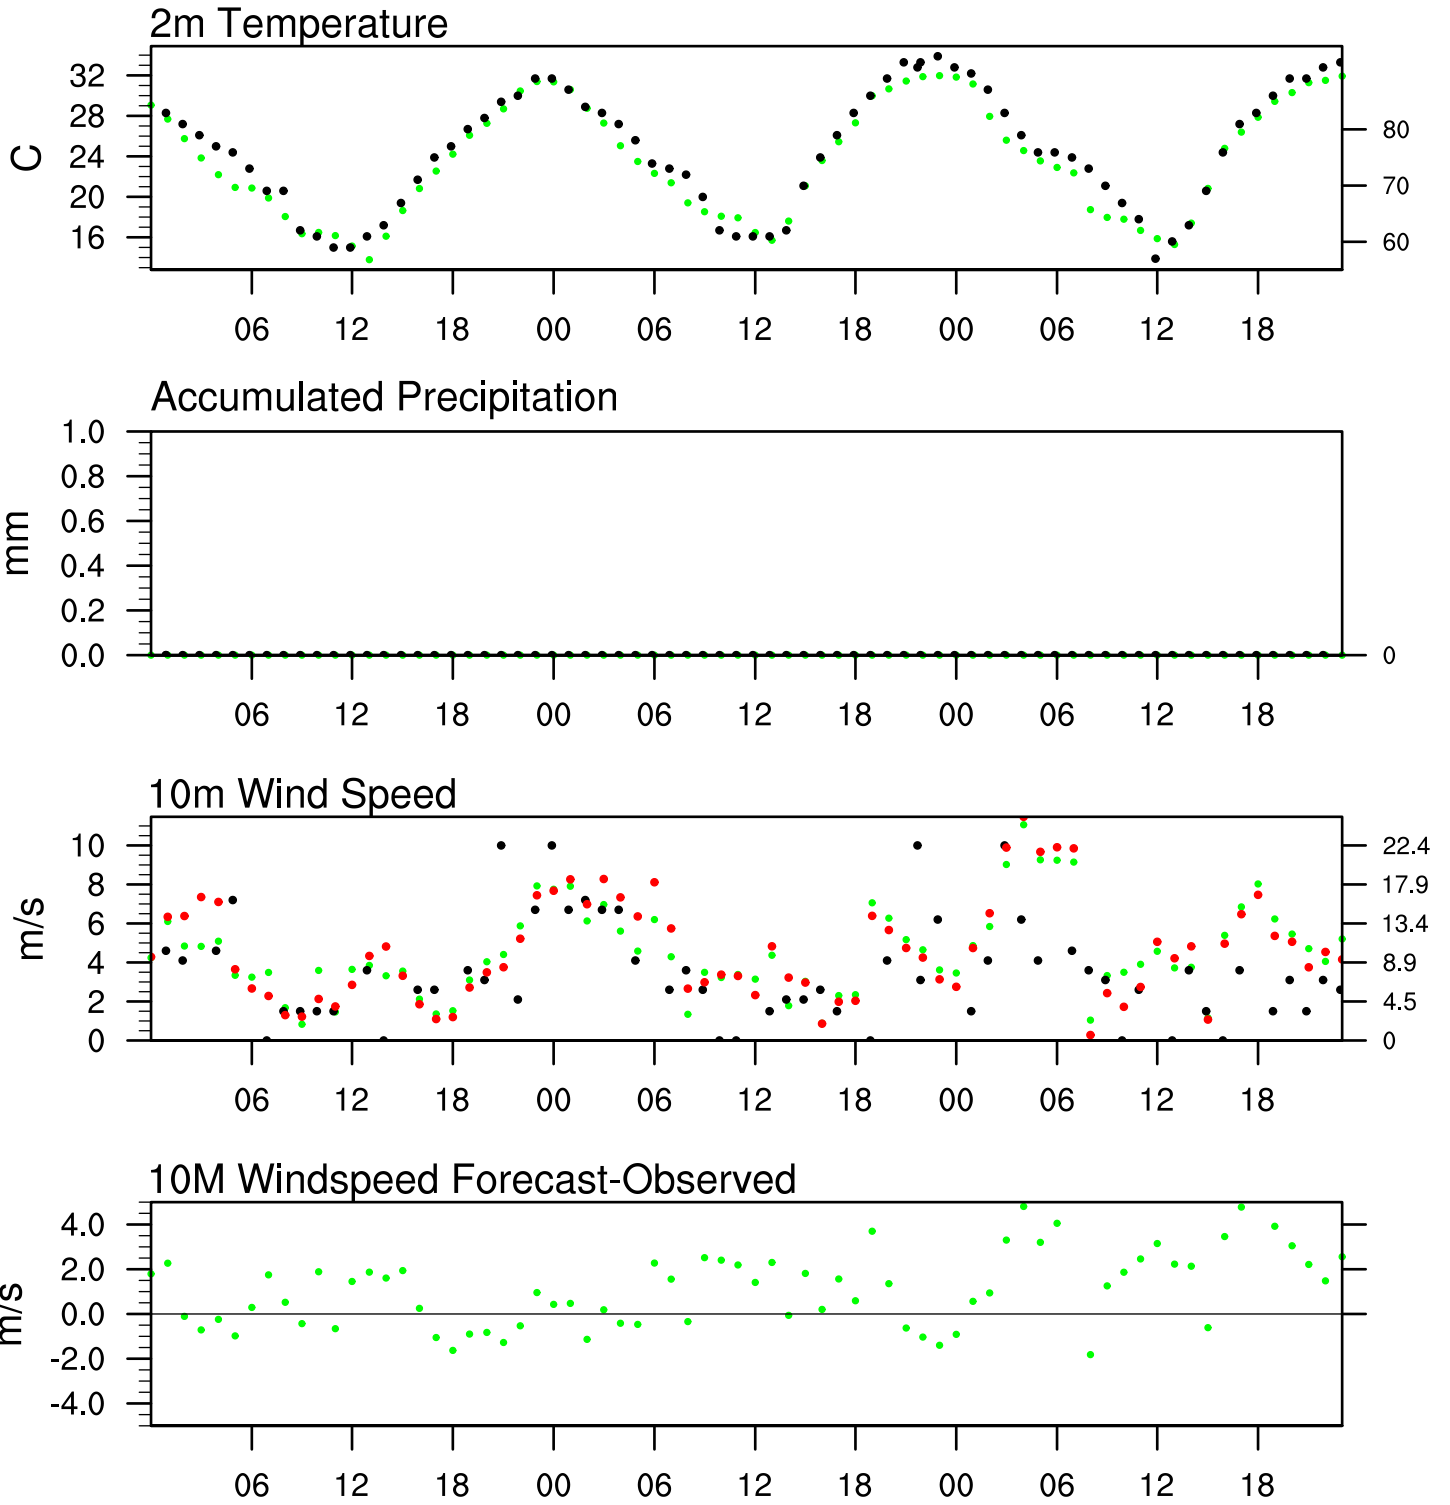 2m Temperature
C
32
28
24
20
16
80
70
60
06 12 18 00 06 12 18 00 06 12 18
Accumulated Precipitation
mm
1.0
0.8
0.6
0.4
0.2
0.0
0
06 12 18 00 06 12 18 00 06 12 18
10m Wind Speed
m/s
10
8
6
4
2
0
22.4
17.9
13.4
8.9
4.5
0
06 12 18 00 06 12 18 00 06 12 18
10M Windspeed Forecast-Observed
m/s
4.0
2.0
0.0
-2.0
-4.0
06 12 18 00 06 12 18 00 06 12 18